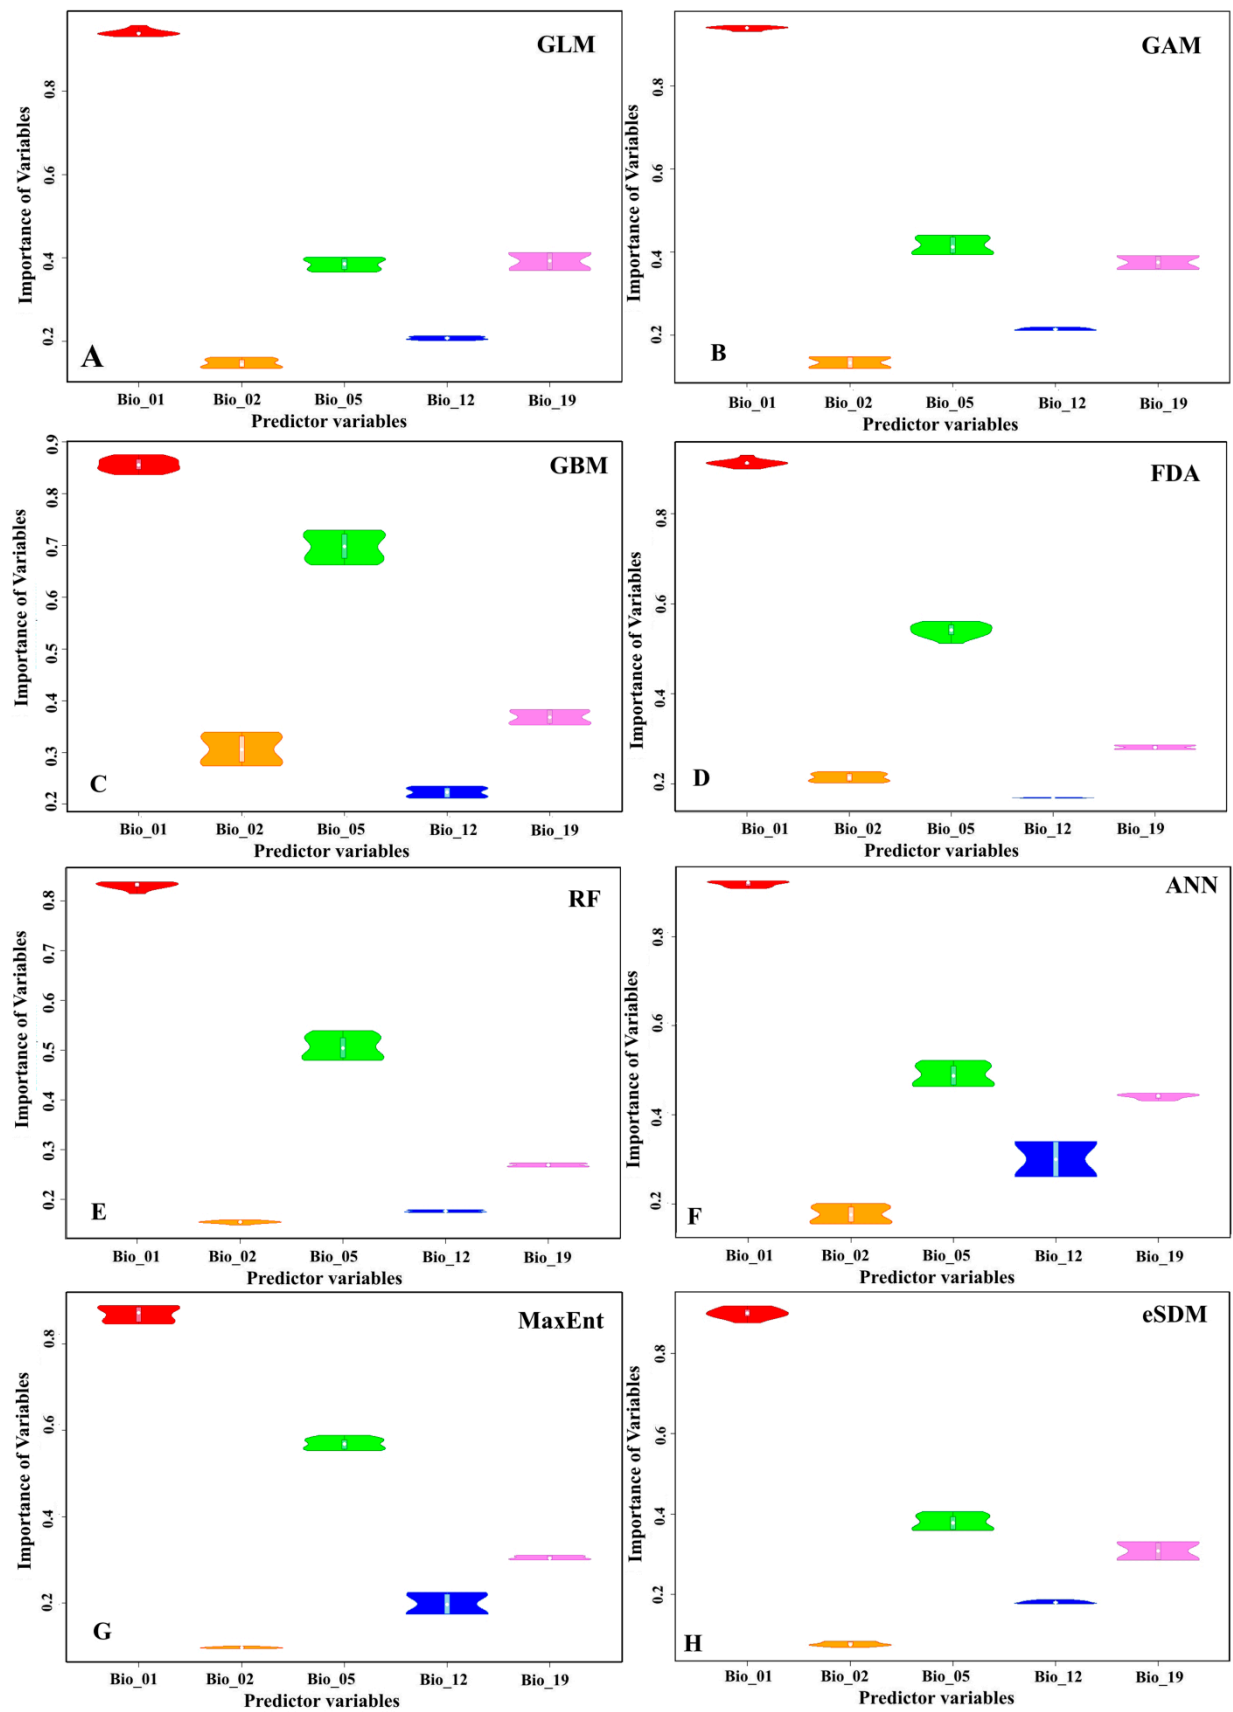 GLM
Importance of Variables
0.8
0.6
0.4
0.2
A
Bio_01 Bio_02 Bio_05 Bio_12 Bio_19
Predictor variables
GAM
Importance of Variables
0.8
0.6
0.4
0.2
B
Bio_01 Bio_02 Bio_05 Bio_12 Bio_19
Predictor variables
GBM
Importance of Variables
0.9
0.8
0.7
0.6
0.5
0.4
0.3
0.2
C
Bio_01 Bio_02 Bio_05 Bio_12 Bio_19
Predictor variables
FDA
Importance of Variables
0.8
0.6
0.4
0.2
D
Bio_01 Bio_02 Bio_05 Bio_12 Bio_19
Predictor variables
RF
Importance of Variables
0.8
0.7
0.6
0.5
0.4
0.3
0.2
E
Bio_01 Bio_02 Bio_05 Bio_12 Bio_19
Predictor variables
ANN
Importance of Variables
0.8
0.6
0.4
0.2
F
Bio_01 Bio_02 Bio_05 Bio_12 Bio_19
Predictor variables
MaxEnt
Importance of Variables
0.8
0.6
0.4
0.2
G
Bio_01 Bio_02 Bio_05 Bio_12 Bio_19
Predictor variables
eSDM
Importance of Variables
0.8
0.6
0.4
0.2
H
Bio_01 Bio_02 Bio_05 Bio_12 Bio_19
Predictor variables